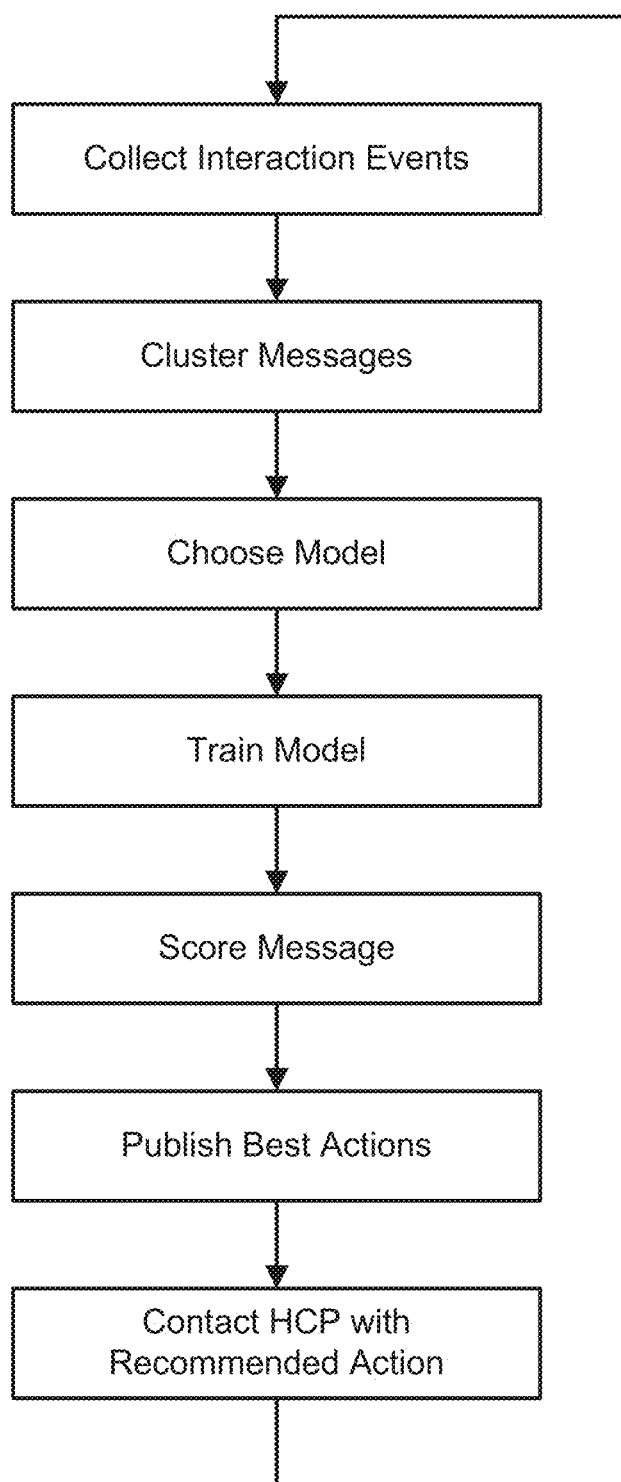 Collect Interaction Events
Cluster Messages
Choose Model
Train Model
Score Message
Publish Best Actions
Contact HCP with
Recommended Action